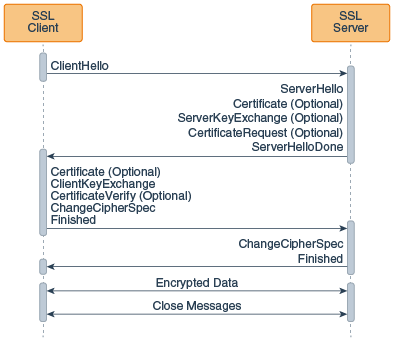 SSL
Client
SSL
Server
ClientHello
ServerHello
Certificate (Optional)
ServerKeyExchange (Optional)
CertificateRequest (Optional)
ServerHelloDone
Certificate (Optional)
ClientKeyExchange
CertificateVerify (Optional)
ChangeCipherSpec
Finished
ChangeCipherSpec
Finished
Encrypted Data
Close Messages